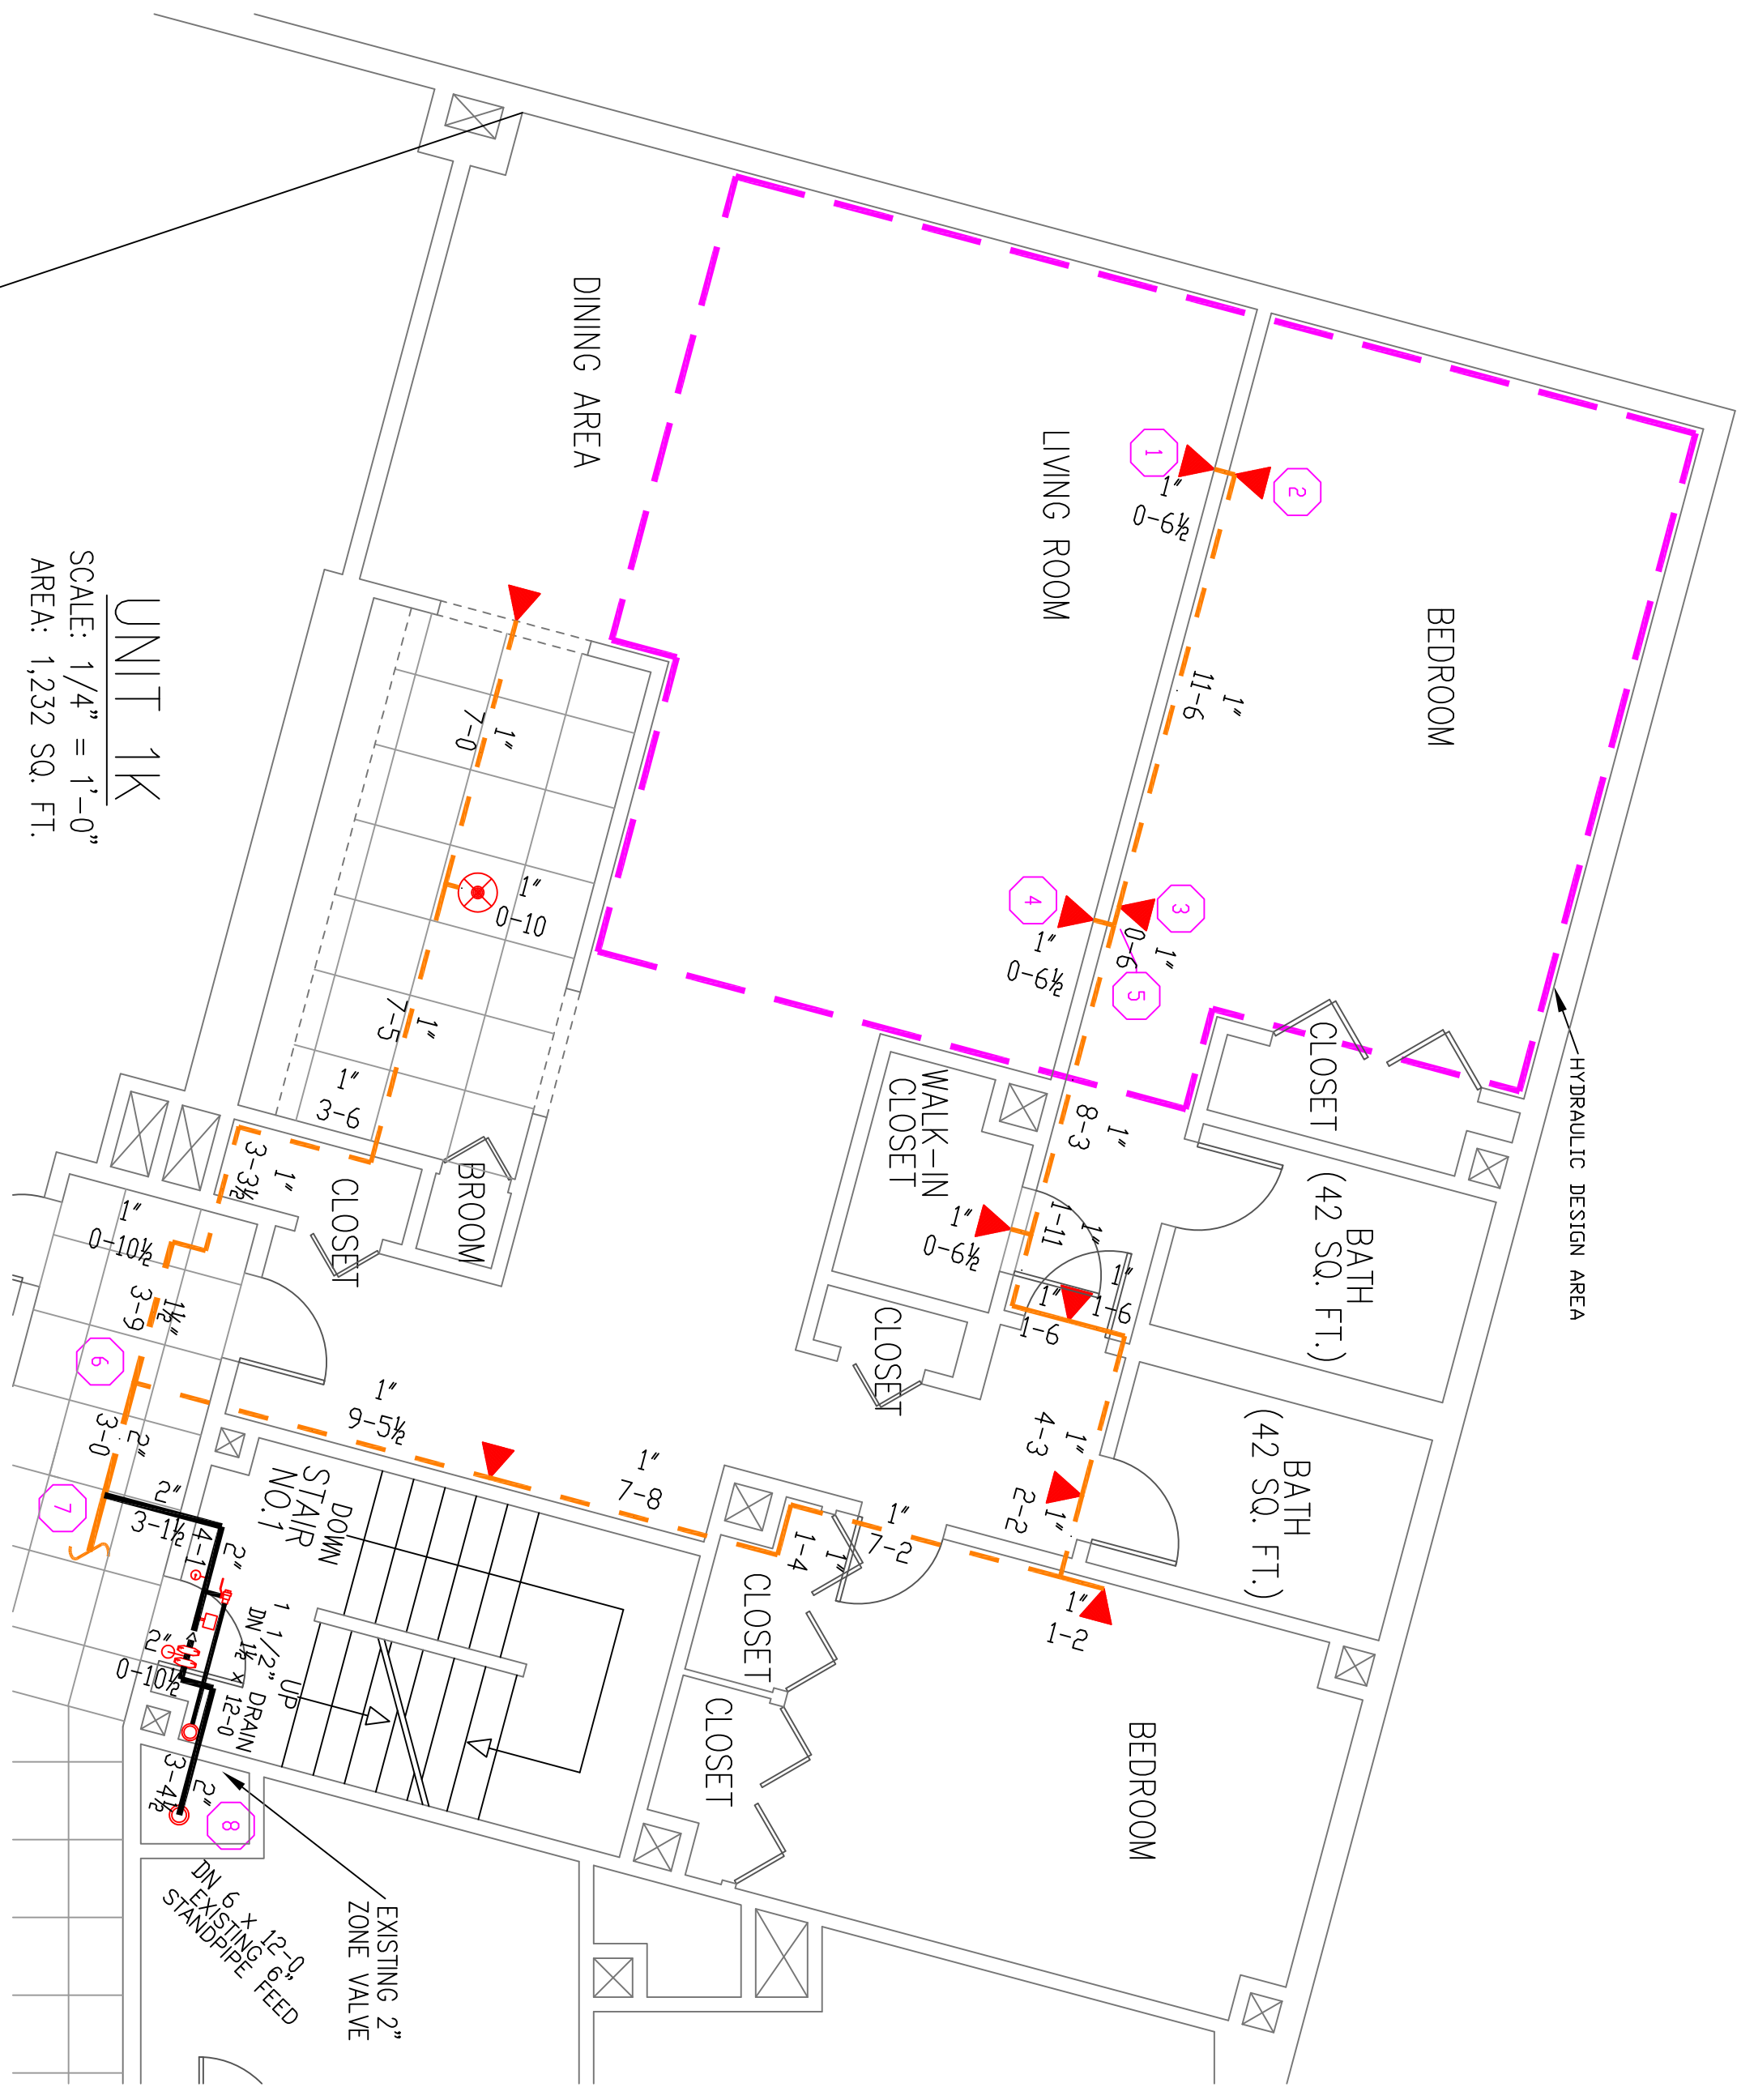 HYDRAULIC DESIGN AREA
BEDROOM
BATH
(42 SQ. FT.)
BATH
(42 SQ. FT.)
CLOSET
2
1
1"
0-6½
LIVING ROOM
1"
11-6
3
4
5
1"
0-6
1"
0-6½
1"
8-3
WALK-IN
CLOSET
1"
0-6½
1"
1-11
1"
1-6
1"
1-6
CLOSET
1"
4-3
1"
2-2
1"
1-2
BEDROOM
DINING AREA
1"
7-0
1"
0-10
1"
7-5
1"
3-6
BROOM
CLOSET
1"
3-3½
1"
0-10½
1½"
3-9
6
2"
3-0
7
1"
9-5½
1"
7-8
1"
1-4
1"
7-2
CLOSET
CLOSET
DOWN
STAIR
NO.1
UP
2"
3-1½
2"
4-1
1 1/2" DRAIN
DN 1½ x 12-0
2"
0-10½
2"
3-4½
8
EXISTING 2"
ZONE VALVE
DN 6 x 12-0
EXISTING 6"
STANDPIPE FEED
UNIT 1K
SCALE: 1/4" = 1'-0"
AREA: 1,232 SQ. FT.